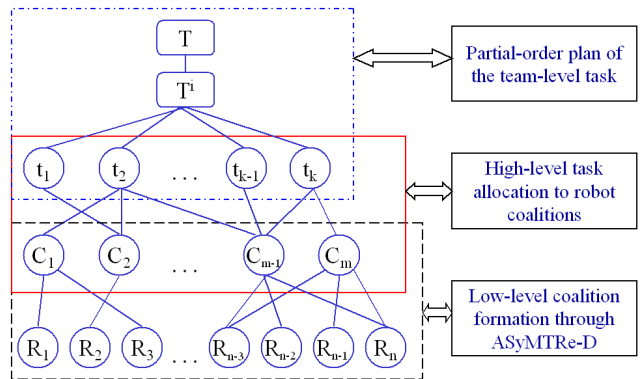 T
Partial-order plan of
the team-level task
Tⁱ
t₁ t₂ ... tₖ₋₁ tₖ
High-level task
allocation to robot
coalitions
C₁ C₂ ... Cₘ₋₁ Cₘ
Low-level coalition
formation through
ASyMTRe-D
R₁ R₂ R₃ ... Rₙ₋₃ Rₙ₋₂ Rₙ₋₁ Rₙ